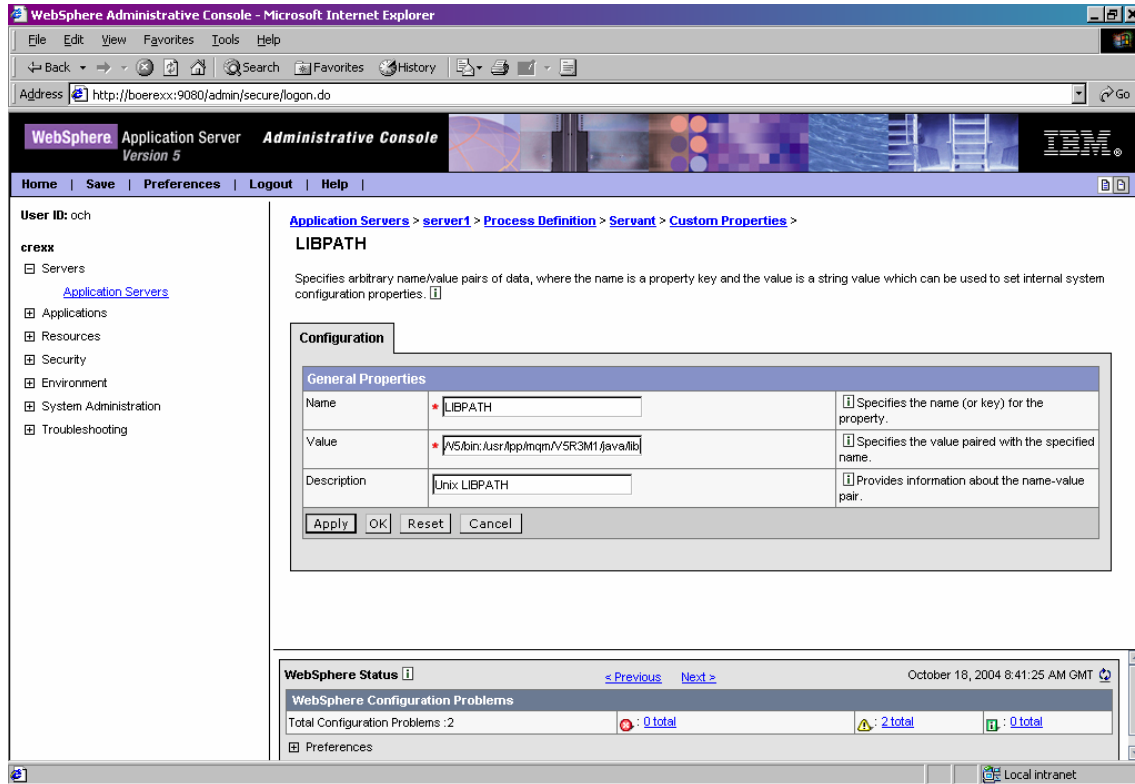 WebSphere Administrative Console - Microsoft Internet Explorer
File Edit View Favorites Tools Help
Back Search Favorites History
Address http://boerexx:9080/admin/secure/logon.do Go
WebSphere. Application Server Administrative Console
Version 5
IBM®
Home | Save | Preferences | Logout | Help |
User ID: och
crexx
Servers
Application Servers
Applications
Resources
Security
Environment
System Administration
Troubleshooting
Application Servers > server1 > Process Definition > Servant > Custom Properties >
LIBPATH
Specifies arbitrary name/value pairs of data, where the name is a property key and the value is a string value which can be used to set internal system
configuration properties. i
Configuration
General Properties
Name * LIBPATH i Specifies the name (or key) for the
property.
Value * /V5/bin:/usr/lpp/mqm/V5R3M1/java/lib i Specifies the value paired with the specified
name.
Description Unix LIBPATH i Provides information about the name-value
pair.
Apply OK Reset Cancel
WebSphere Status i < Previous Next > October 18, 2004 8:41:25 AM GMT
WebSphere Configuration Problems
Total Configuration Problems :2 : 0 total : 2 total : 0 total
Preferences
Local intranet